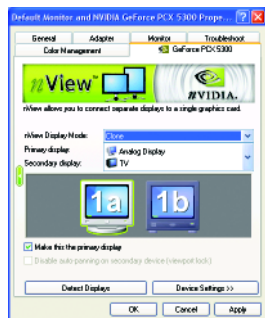 Default Monitor and NVIDIA GeForce PCX 5300 Prope...
General Adapter Monitor Troubleshoot
Color Management GeForce PCX 5300
nView
nVIDIA.
nView allows you to connect separate displays to a single graphics card.
nView Display Mode: Clone
Primary display: Analog Display
Secondary display: TV
1a 1b
Make this the primary display
Disable auto-panning on secondary device (viewport lock)
Detect Displays Device Settings >>
OK Cancel Apply